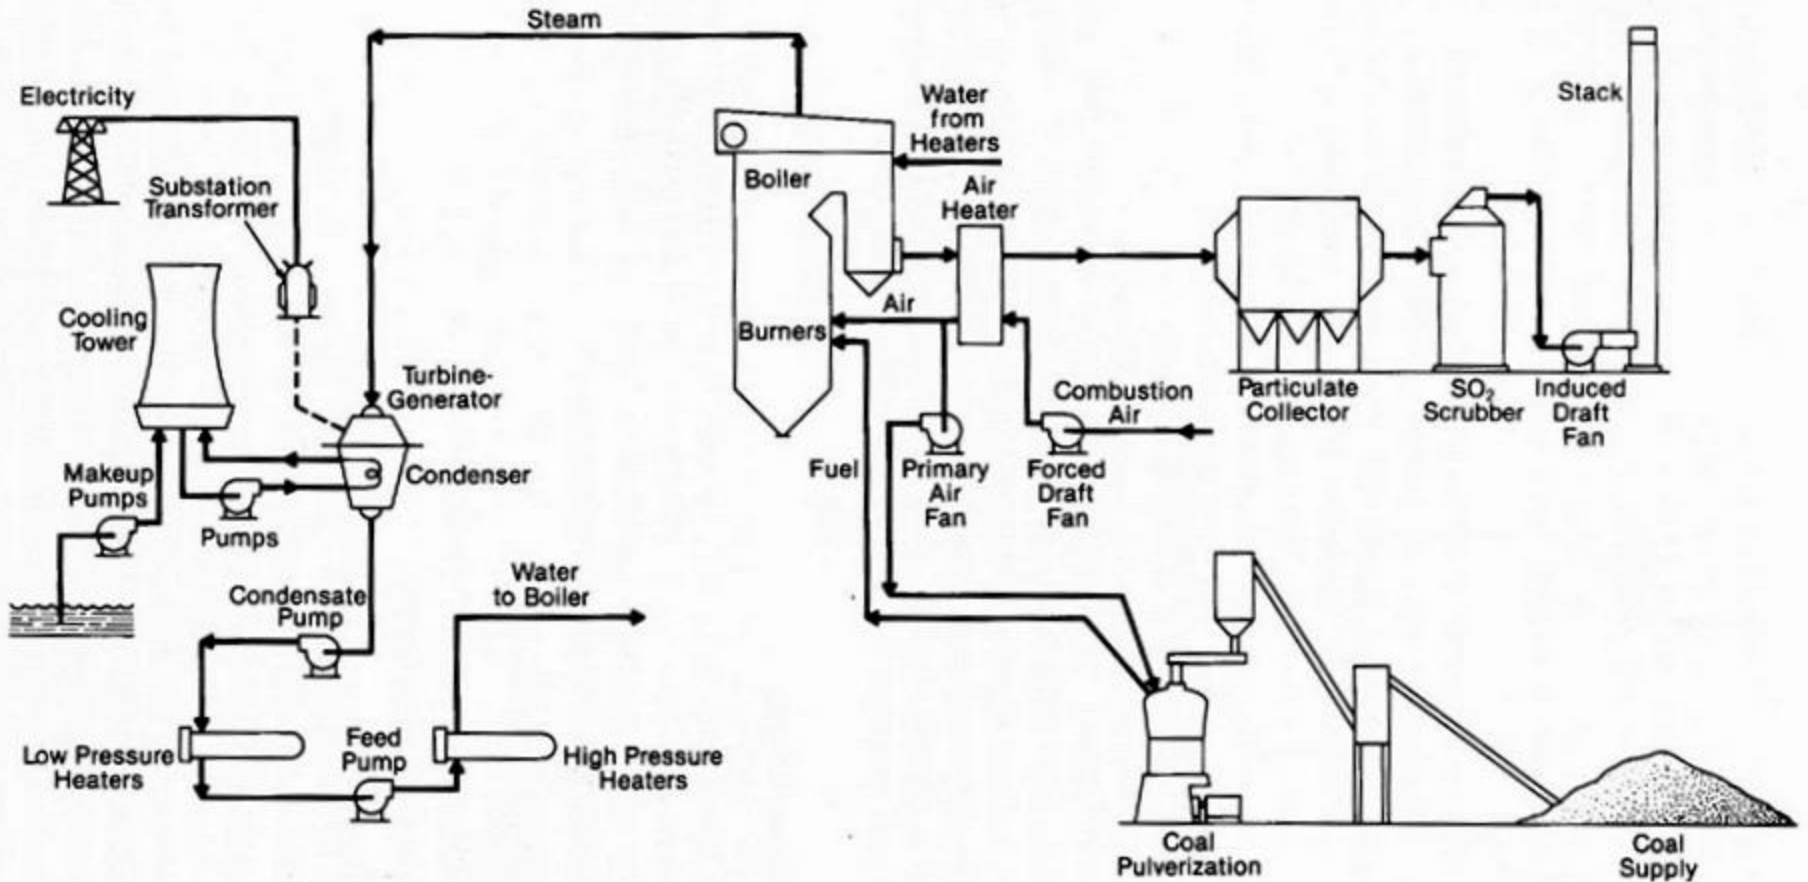 Steam
Electricity
Substation
Transformer
Cooling
Tower
Turbine-
Generator
Makeup
Pumps
Pumps
Condenser
Condensate
Pump
Water
to Boiler
Low Pressure
Heaters
Feed
Pump
High Pressure
Heaters
Water
from
Heaters
Boiler
Air
Heater
Air
Burners
Fuel
Primary
Air
Fan
Combustion
Air
Forced
Draft
Fan
Stack
Particulate
Collector
SO₂
Scrubber
Induced
Draft
Fan
Coal
Pulverization
Coal
Supply